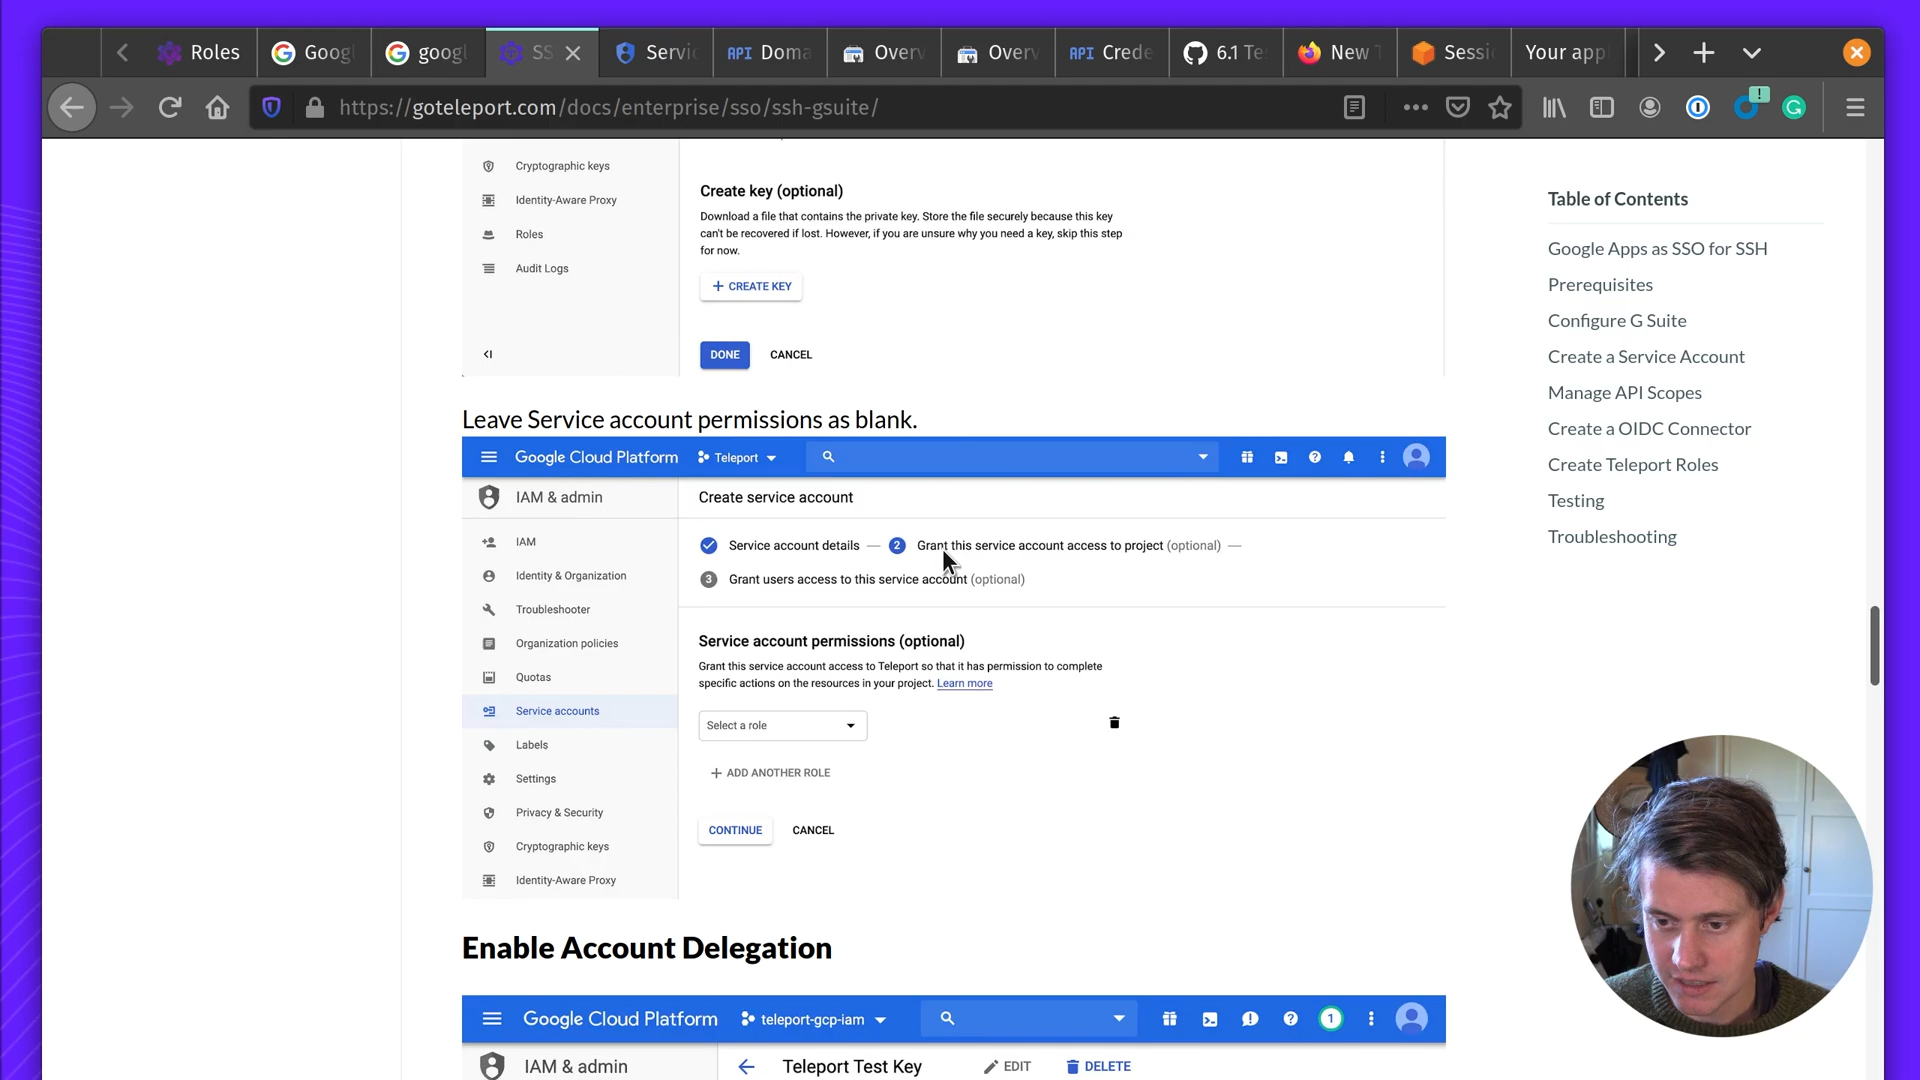 Roles
Goog
googl
SS
Servic
API Doma
Overv
Overv
API Crede
6.1 Te
New T
Sessi
Your app
https://goteleport.com/docs/enterprise/sso/ssh-gsuite/
Cryptographic keys
Identity-Aware Proxy
Roles
Audit Logs
Create key (optional)
Download a file that contains the private key. Store the file securely because this key
can't be recovered if lost. However, if you are unsure why you need a key, skip this step
for now.
+ CREATE KEY
DONE
CANCEL
Leave Service account permissions as blank.
Google Cloud Platform
Teleport
IAM & admin
Create service account
IAM
Identity & Organization
Troubleshooter
Organization policies
Quotas
Service accounts
Labels
Settings
Privacy & Security
Cryptographic keys
Identity-Aware Proxy
Service account details — 2 Grant this service account access to project (optional) —
3 Grant users access to this service account (optional)
Service account permissions (optional)
Grant this service account access to Teleport so that it has permission to complete
specific actions on the resources in your project. Learn more
Select a role
+ ADD ANOTHER ROLE
CONTINUE
CANCEL
Enable Account Delegation
Google Cloud Platform
teleport-gcp-iam
1
IAM & admin
Teleport Test Key
EDIT
DELETE
Table of Contents
Google Apps as SSO for SSH
Prerequisites
Configure G Suite
Create a Service Account
Manage API Scopes
Create a OIDC Connector
Create Teleport Roles
Testing
Troubleshooting